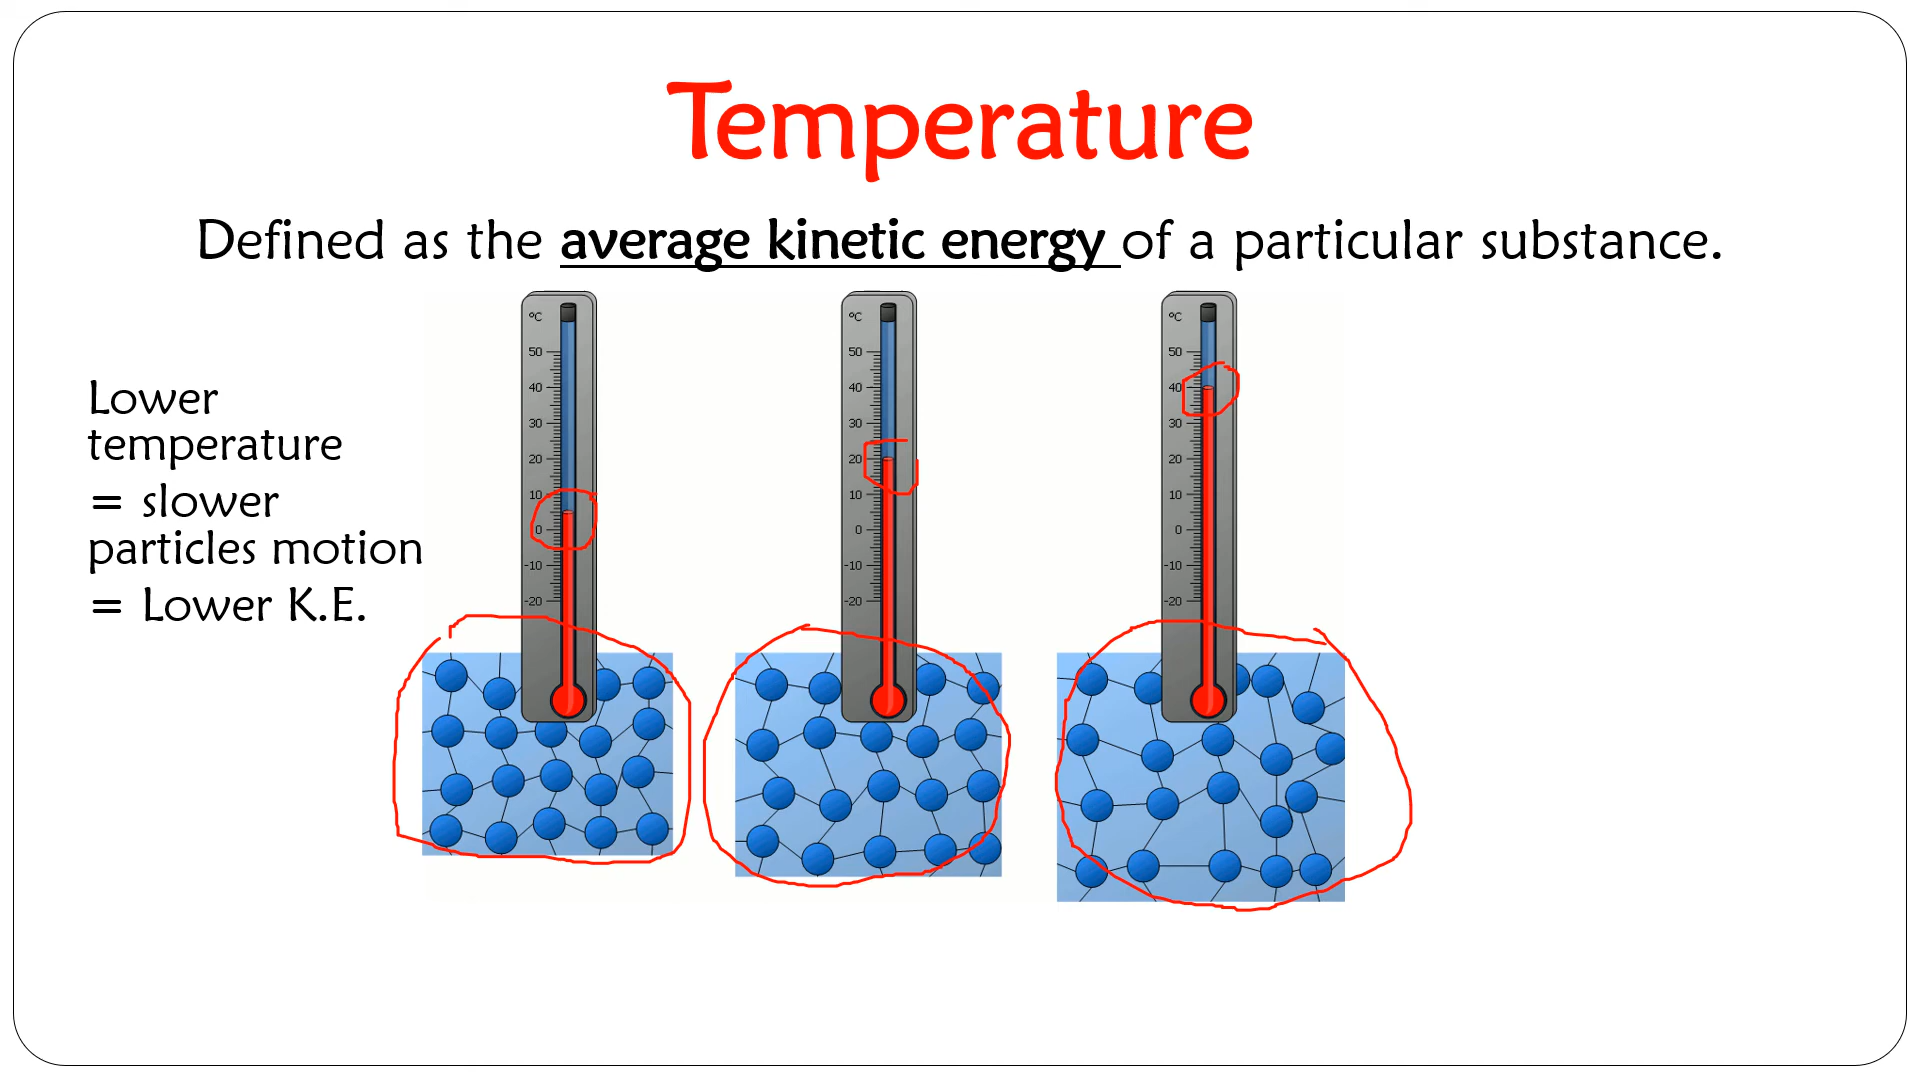 Temperature
Defined as the average kinetic energy of a particular substance.
Lower
temperature
= slower
particles motion
= Lower K.E.
°C
50
40
30
20
10
0
-10
-20
°C
50
40
30
20
10
0
-10
-20
°C
50
40
30
20
10
0
-10
-20